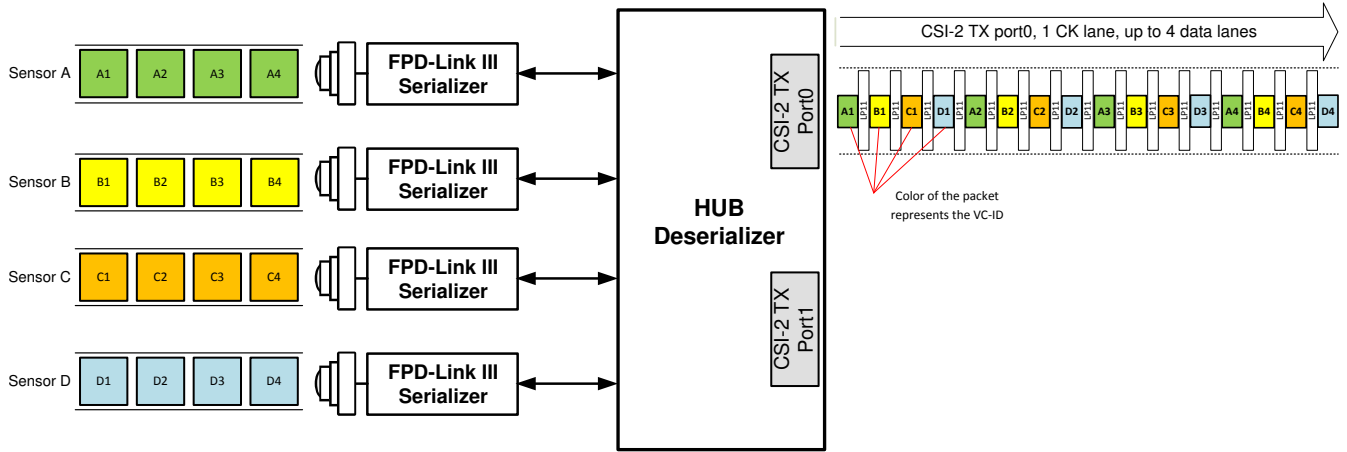 CSI-2 TX port0, 1 CK lane, up to 4 data lanes
Sensor A
A1 A2 A3 A4
FPD-Link III
Serializer
CSI-2 TX
Port0
A1 LP11 B1 LP11 C1 LP11 D1 LP11 A2 LP11 B2 LP11 C2 LP11 D2 LP11 A3 LP11 B3 LP11 C3 LP11 D3 LP11 A4 LP11 B4 LP11 C4 LP11 D4
Color of the packet
represents the VC-ID
Sensor B
B1 B2 B3 B4
FPD-Link III
Serializer
HUB
Deserializer
Sensor C
C1 C2 C3 C4
FPD-Link III
Serializer
CSI-2 TX
Port1
Sensor D
D1 D2 D3 D4
FPD-Link III
Serializer